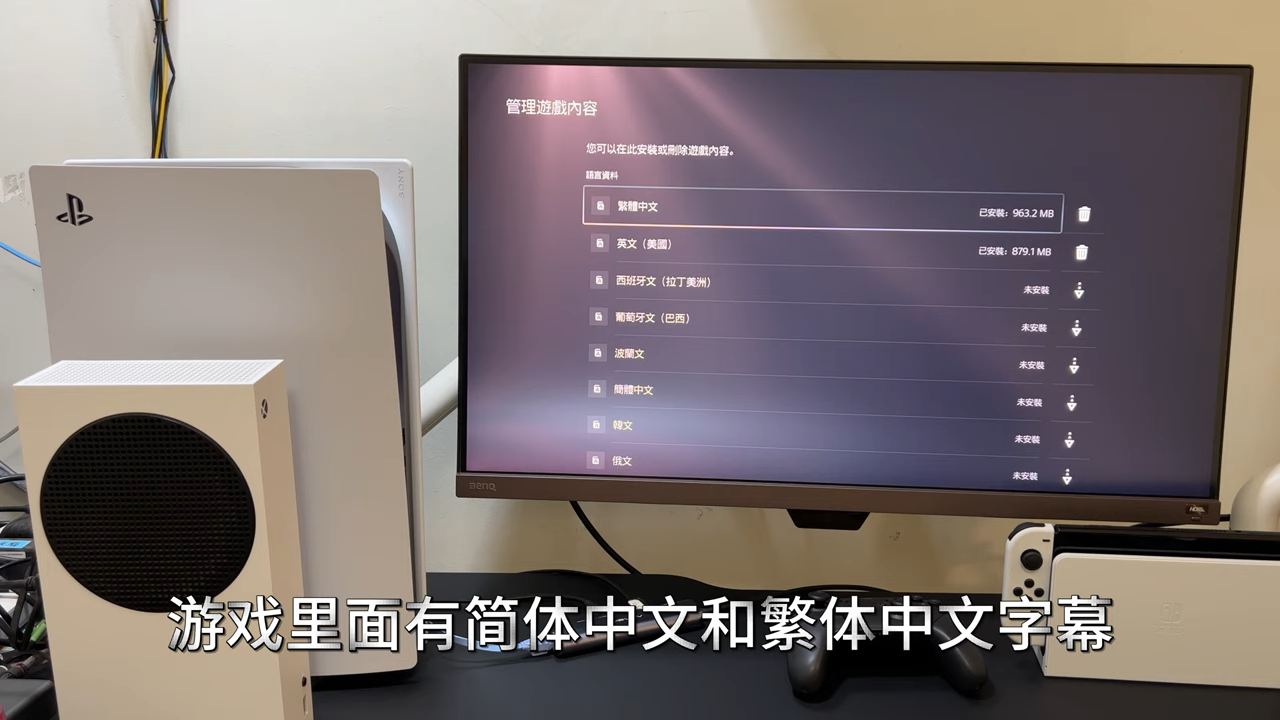 管理遊戲內容
您可以在此安裝或刪除遊戲內容。
語言資料
繁體中文 已安裝：963.2 MB
英文（美國） 已安裝：879.1 MB
西班牙文（拉丁美洲） 未安裝
葡萄牙文（巴西） 未安裝
波蘭文 未安裝
簡體中文 未安裝
韓文 未安裝
俄文 未安裝
BenQ
游戏里面有简体中文和繁体中文字幕